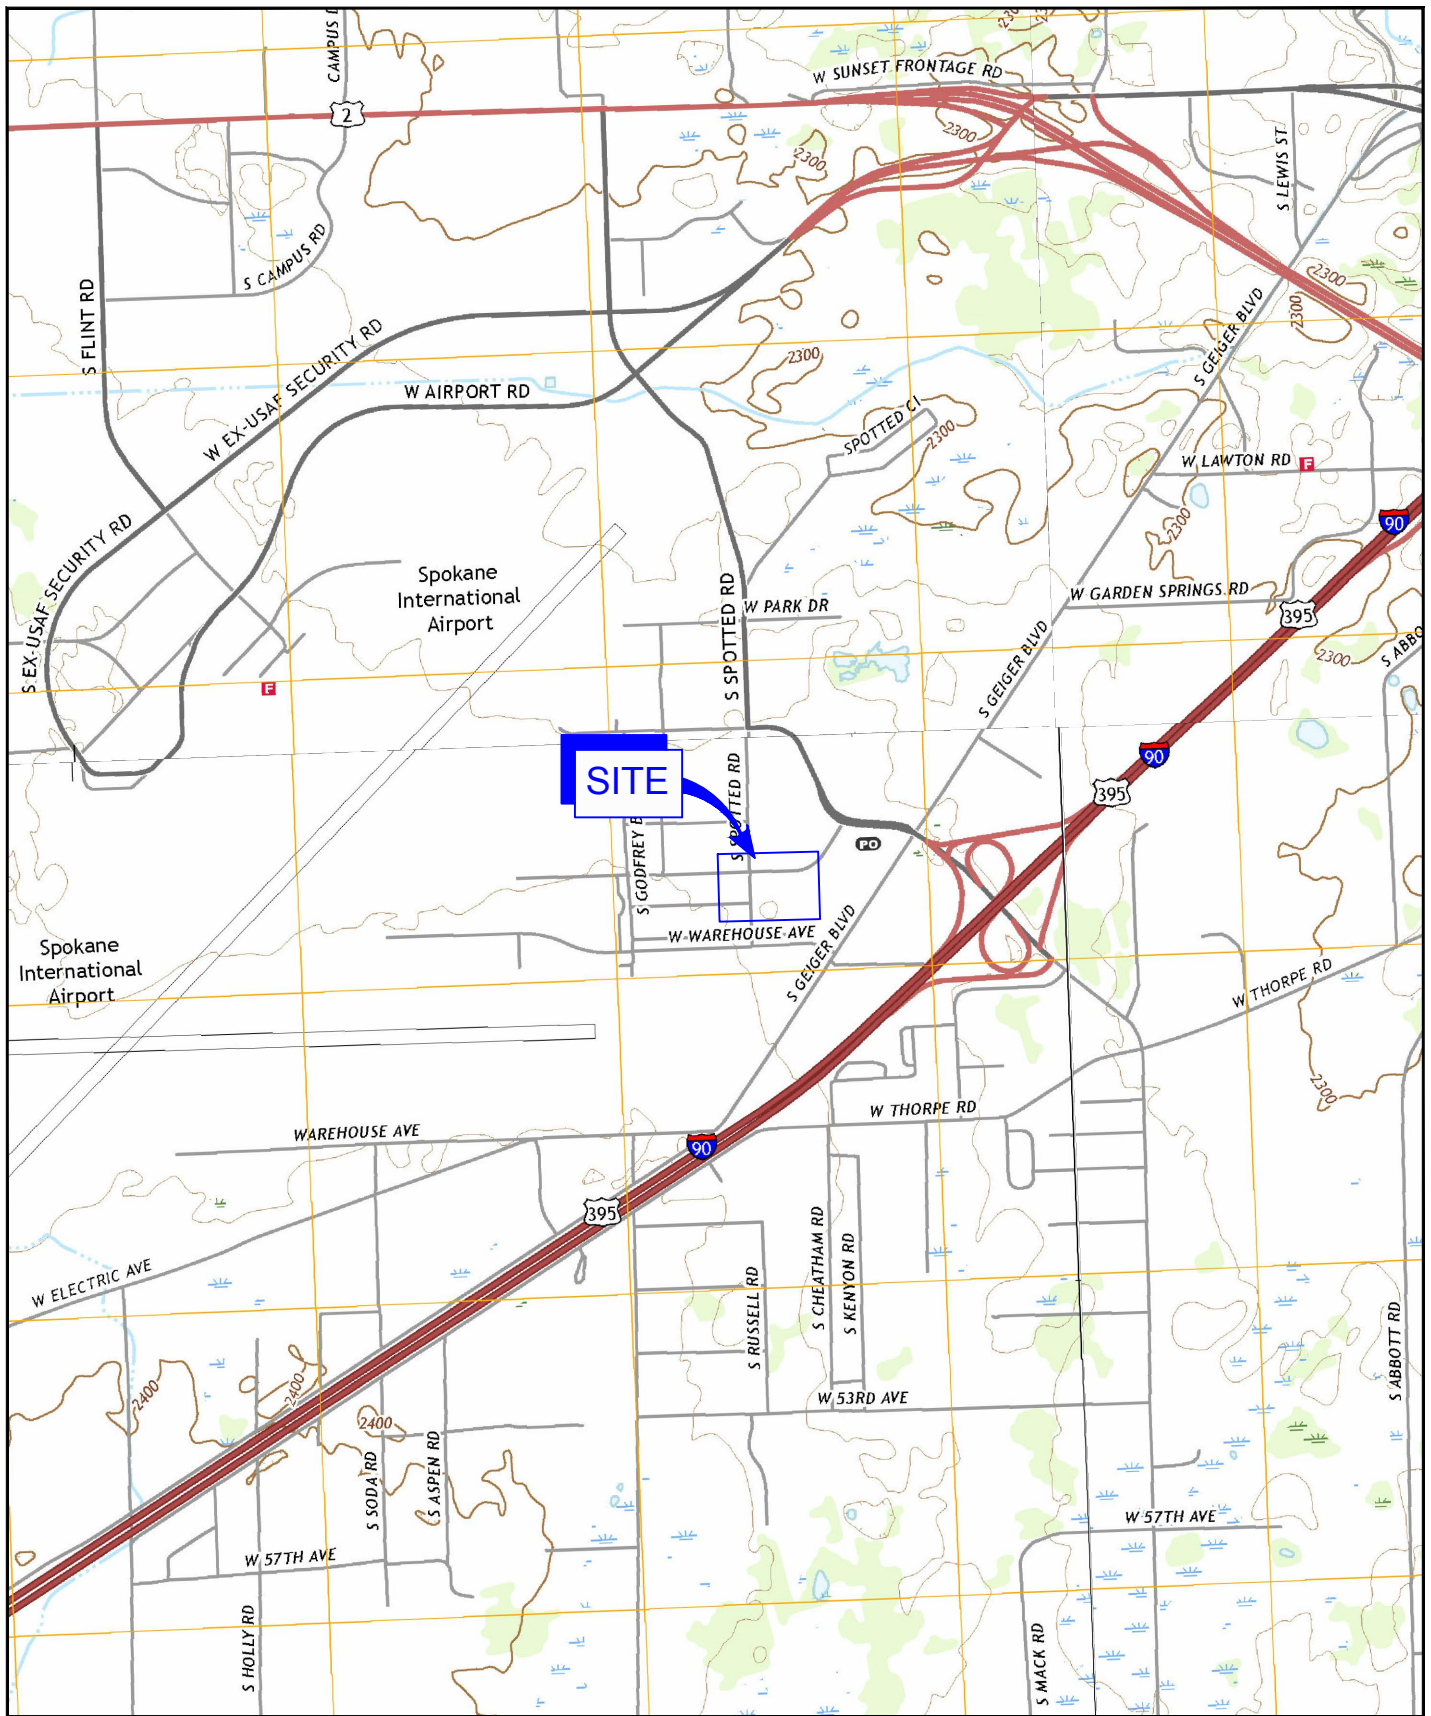 W SUNSET FRONTAGE RD
2
2300
2300
S LEWIS ST
S CAMPUS RD
S FLINT RD
2300
2300
W EX-USAF SECURITY RD
S GEIGER BLVD
2300
W AIRPORT RD
SPOTTED CI
2300
W LAWTON RD
F
90
2300
S EX-USAF SECURITY RD
Spokane
International
Airport
W PARK DR
W GARDEN SPRINGS RD
395
S SPOTTED RD
S GEIGER BLVD
2300
F
90
SITE
S SPOTTED RD
395
PO
S GODFREY B
W WAREHOUSE AVE
S GEIGER BLVD
Spokane
International
Airport
W THORPE RD
2300
W THORPE RD
WAREHOUSE AVE
90
395
W ELECTRIC AVE
S CHEATHAM RD
S KENYON RD
S RUSSELL RD
S ABBOTT RD
2400
2400
2400
W 53RD AVE
S SODA RD
S ASPEN RD
W 57TH AVE
W 57TH AVE
S HOLLY RD
S MACK RD